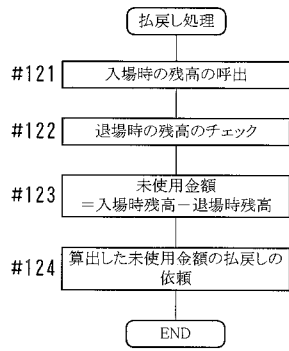 払戻し処理
#121 入場時の残高の呼出
#122 退場時の残高のチェック
#123 未使用金額
=入場時残高−退場時残高
#124 算出した未使用金額の払戻しの
依頼
END